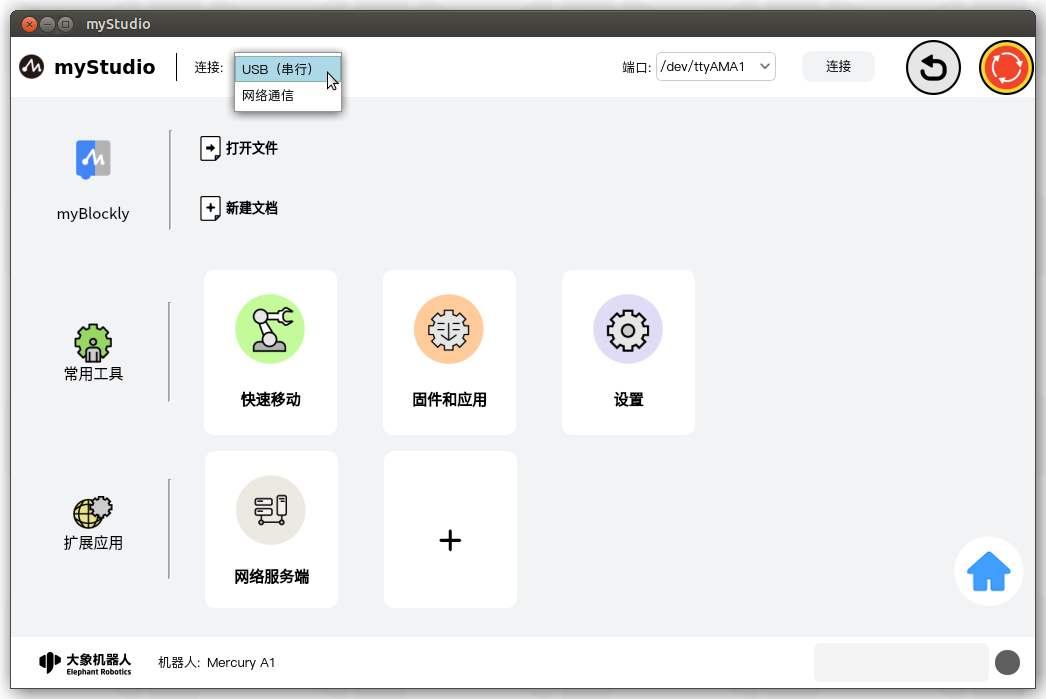 myStudio
myStudio
连接:
USB（串行）
网络通信
端口:
/dev/ttyAMA1
连接
myBlockly
打开文件
新建文档
常用工具
快速移动
固件和应用
设置
扩展应用
网络服务端
大象机器人
Elephant Robotics
机器人: Mercury A1